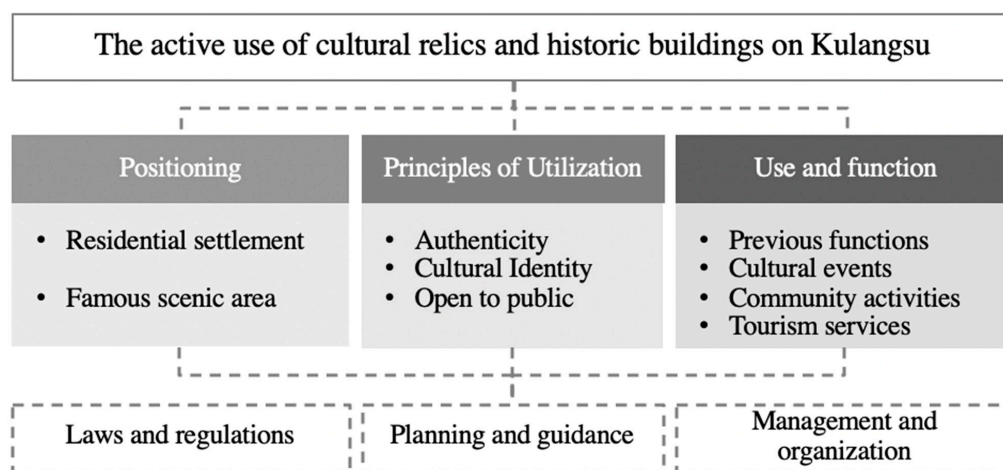 The active use of cultural relics and historic buildings on Kulangsu
Positioning
• Residential settlement
• Famous scenic area
Principles of Utilization
• Authenticity
• Cultural Identity
• Open to public
Use and function
• Previous functions
• Cultural events
• Community activities
• Tourism services
Laws and regulations
Planning and guidance
Management and
organization